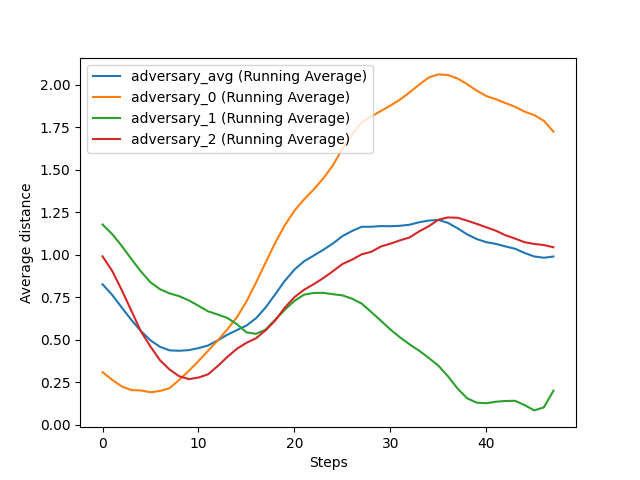 adversary_avg (Running Average)
adversary_0 (Running Average)
adversary_1 (Running Average)
adversary_2 (Running Average)
2.00
1.75
1.50
1.25
1.00
0.75
0.50
0.25
0.00
Average distance
0 10 20 30 40
Steps